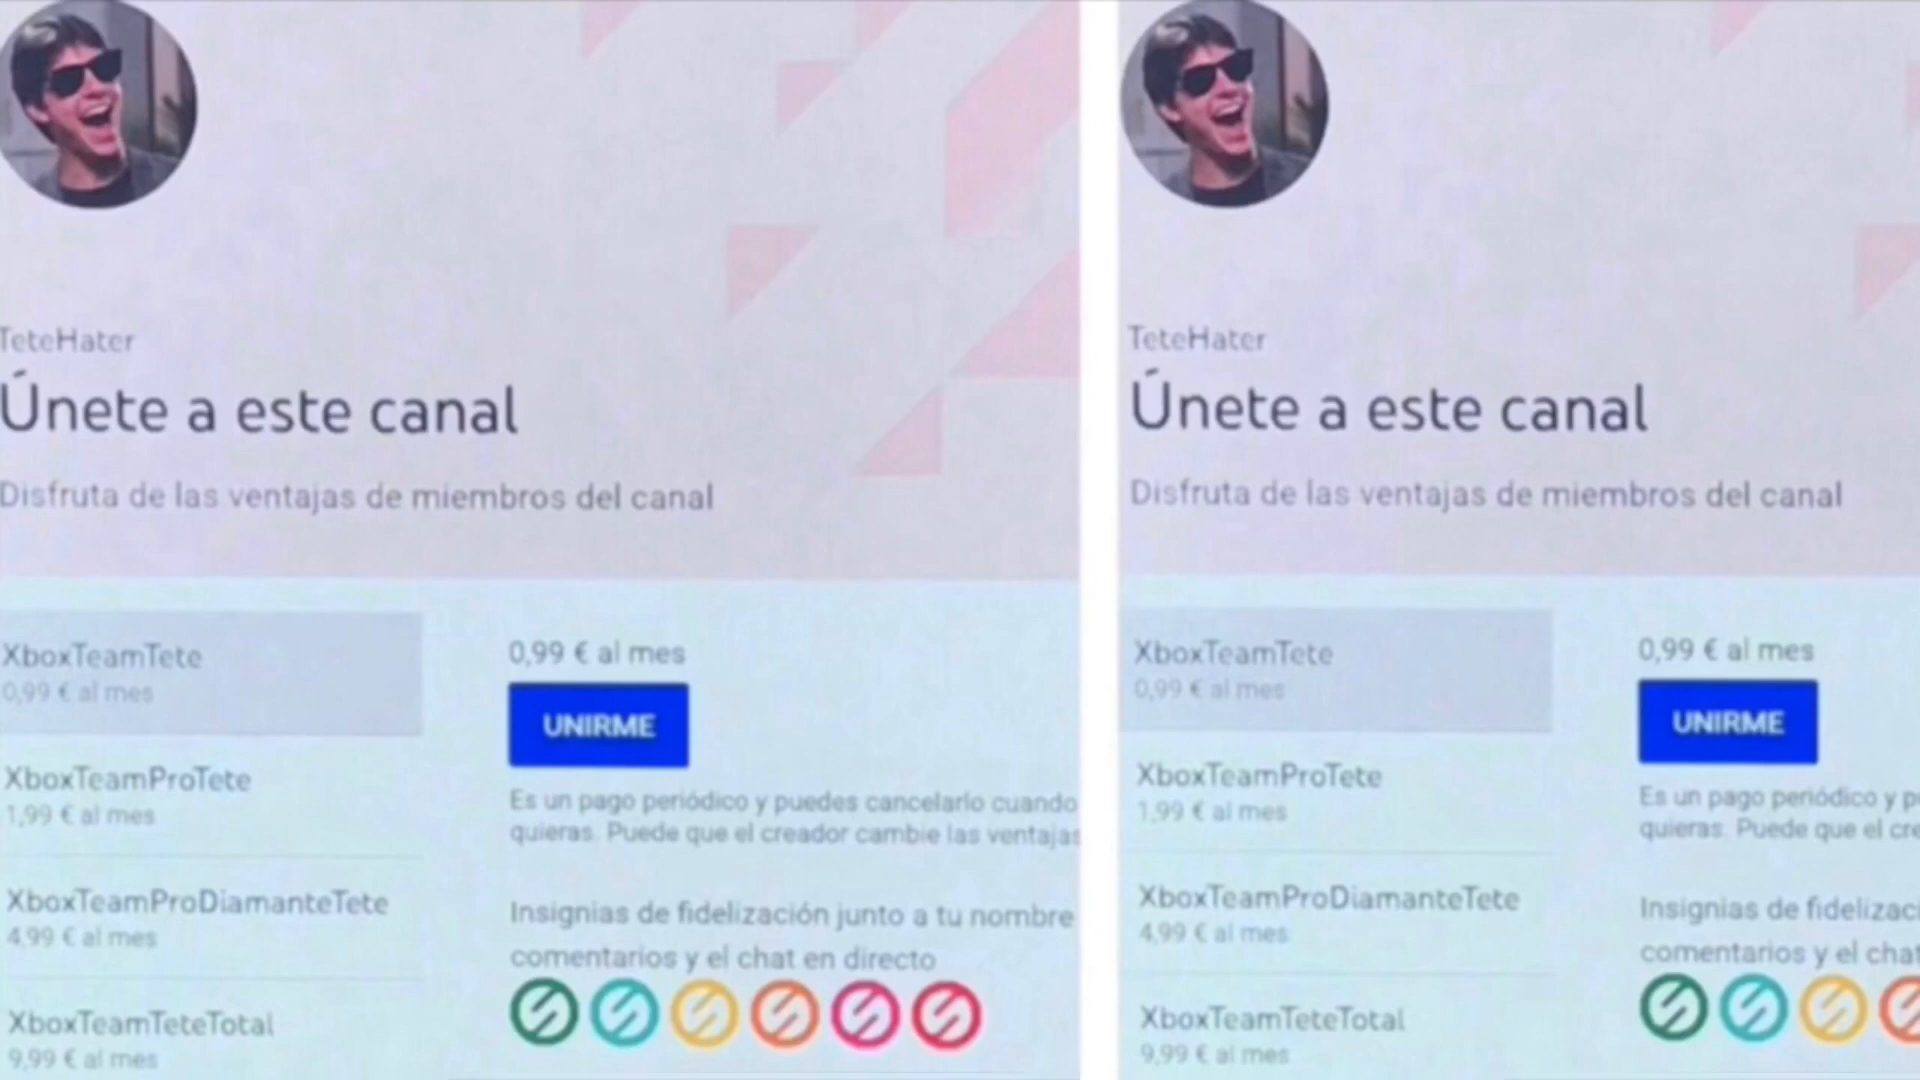 TeteHater
Únete a este canal
Disfruta de las ventajas de miembros del canal
XboxTeamTete
0,99 € al mes
XboxTeamProTete
1,99 € al mes
XboxTeamProDiamanteTete
4,99 € al mes
XboxTeamTeteTotal
9,99 € al mes
0,99 € al mes
UNIRME
Es un pago periódico y puedes cancelarlo cuando
quieras. Puede que el creador cambie las ventajas
Insignias de fidelización junto a tu nombre
comentarios y el chat en directo
TeteHater
Únete a este canal
Disfruta de las ventajas de miembros del canal
XboxTeamTete
0,99 € al mes
XboxTeamProTete
1,99 € al mes
XboxTeamProDiamanteTete
4,99 € al mes
XboxTeamTeteTotal
9,99 € al mes
0,99 € al mes
UNIRME
Es un pago periódico y
quieras. Puede que el
Insignias de
comentarios y el